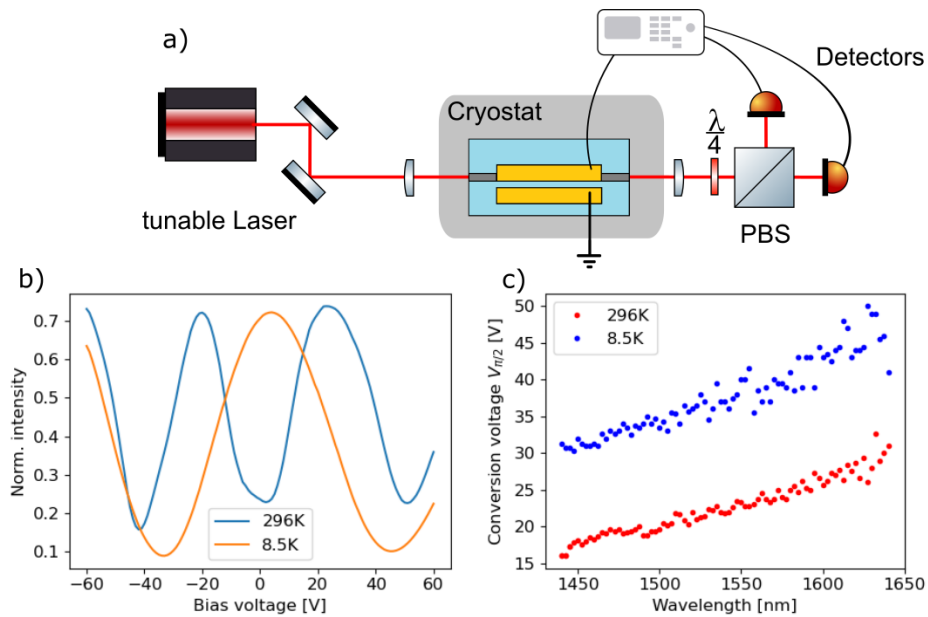 a)
Cryostat
Detectors
λ
4
tunable Laser
PBS
b)
0.7
0.6
0.5
0.4
0.3
0.2
0.1
Norm. intensity
296K
8.5K
−60
−40
−20
0
20
40
60
Bias voltage [V]
c)
50
45
40
35
30
25
20
15
Conversion voltage Vπ/2 [V]
296K
8.5K
1450
1500
1550
1600
1650
Wavelength [nm]